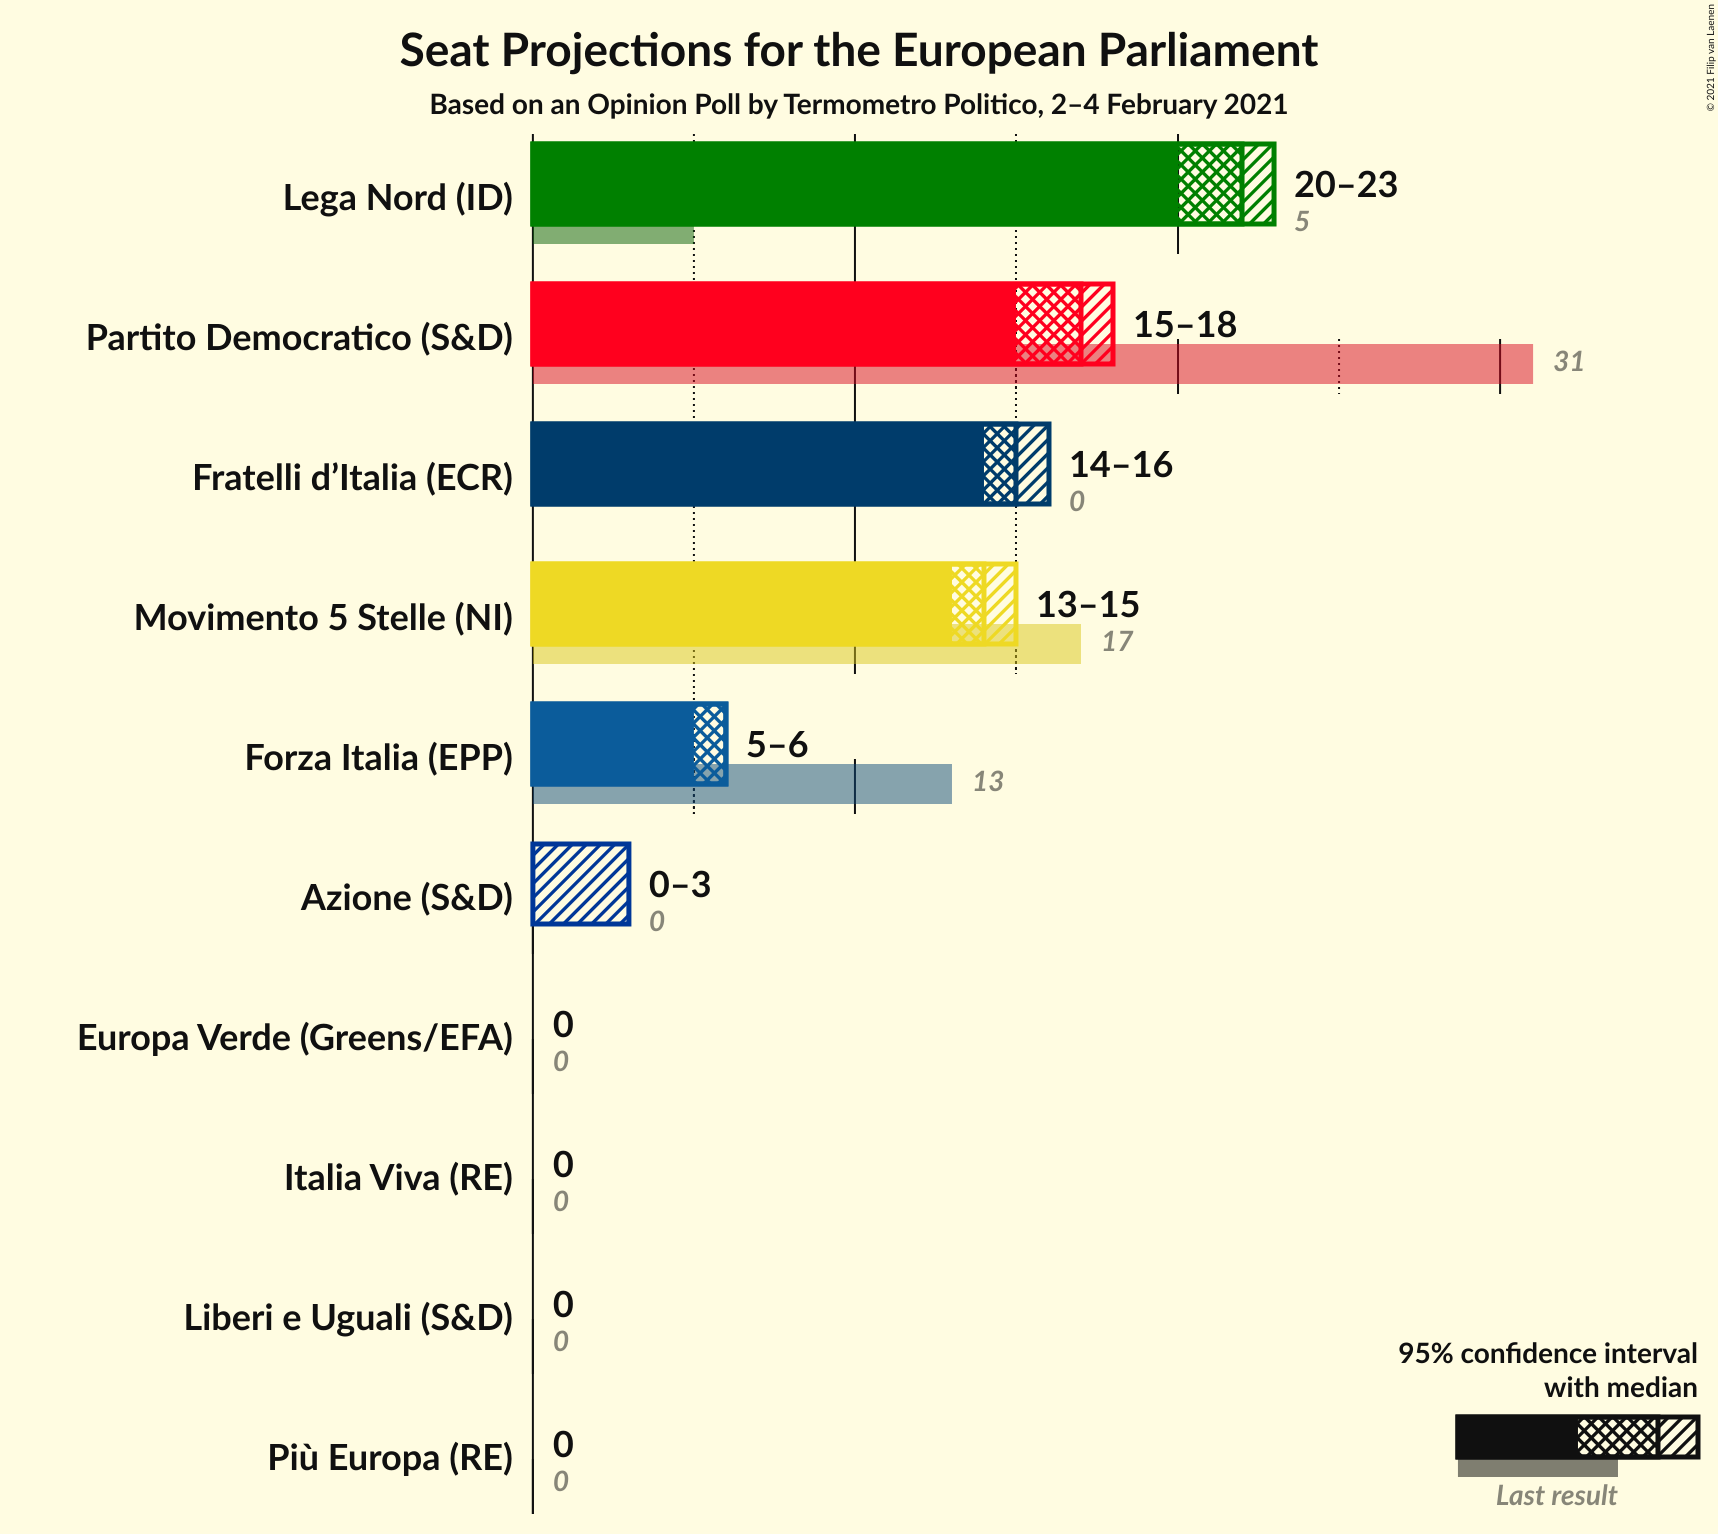 Seat Projections for the European Parliament
Based on an Opinion Poll by Termometro Politico, 2–4 February 2021
© 2021 Filip van Laenen
Lega Nord (ID)
20–23
5
Partito Democratico (S&D)
15–18
31
Fratelli d’Italia (ECR)
14–16
0
Movimento 5 Stelle (NI)
13–15
17
Forza Italia (EPP)
5–6
13
Azione (S&D)
0–3
0
Europa Verde (Greens/EFA)
0
0
Italia Viva (RE)
0
0
Liberi e Uguali (S&D)
0
0
Più Europa (RE)
0
0
95% confidence interval
with median
Last result